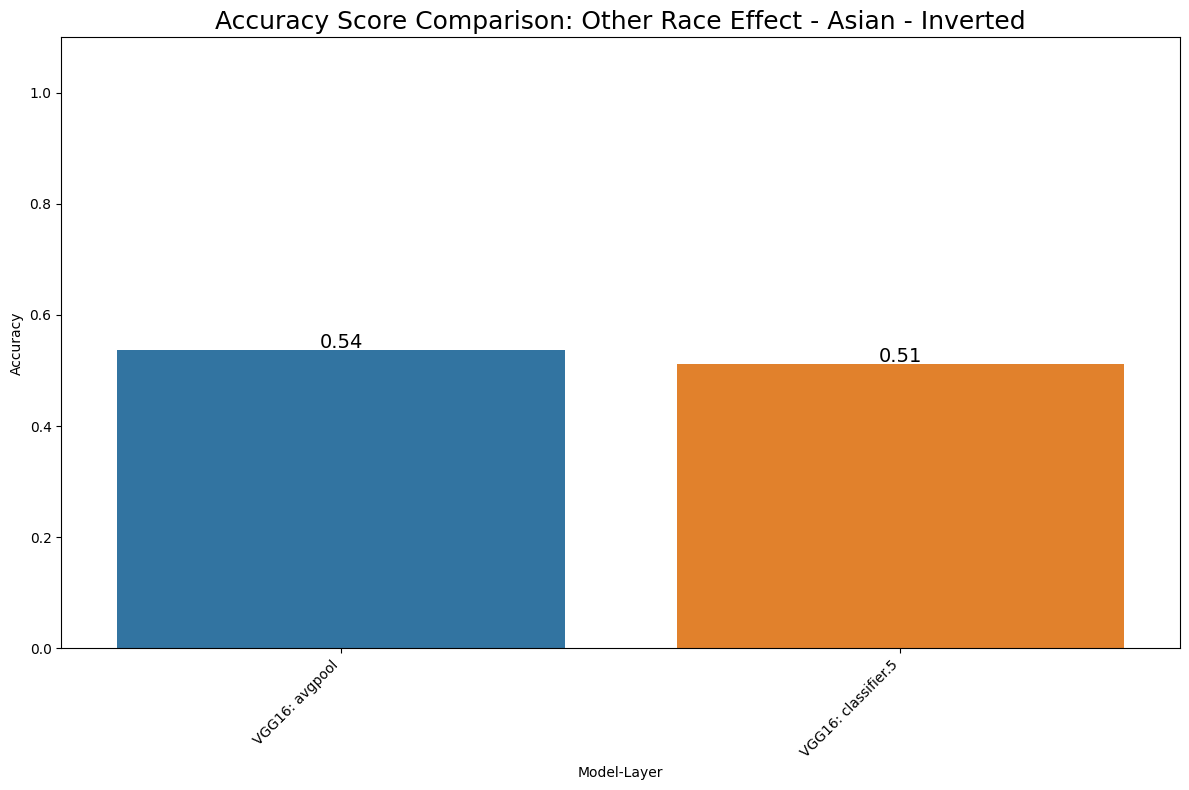 Accuracy Score Comparison: Other Race Effect - Asian - Inverted
1.0
0.8
0.6
0.4
0.2
0.0
Accuracy
0.54
0.51
VGG16: avgpool
VGG16: classifier.5
Model-Layer